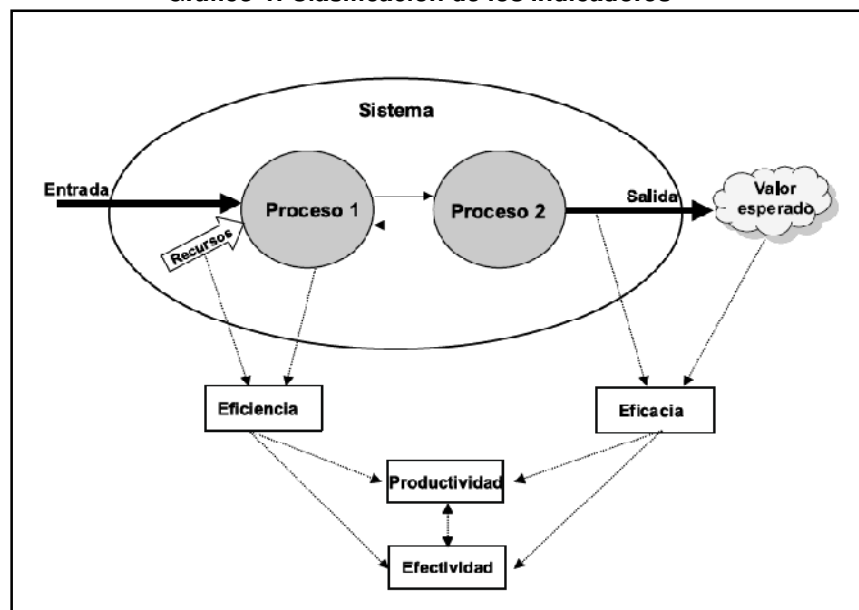 Sistema
Entrada
Proceso 1
Proceso 2
Salida
Valor
esperado
Recursos
Eficiencia
Eficacia
Productividad
Efectividad